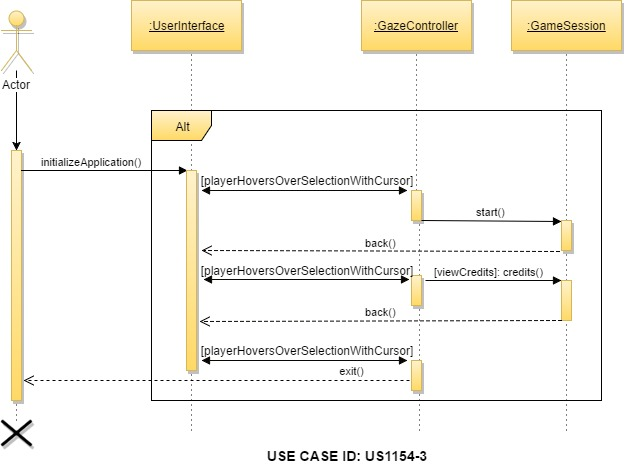 :UserInterface
:GazeController
:GameSession
Actor
Alt
initializeApplication()
[playerHoversOverSelectionWithCursor]
start()
back()
[playerHoversOverSelectionWithCursor]
[viewCredits]: credits()
back()
[playerHoversOverSelectionWithCursor]
exit()
USE CASE ID: US1154-3